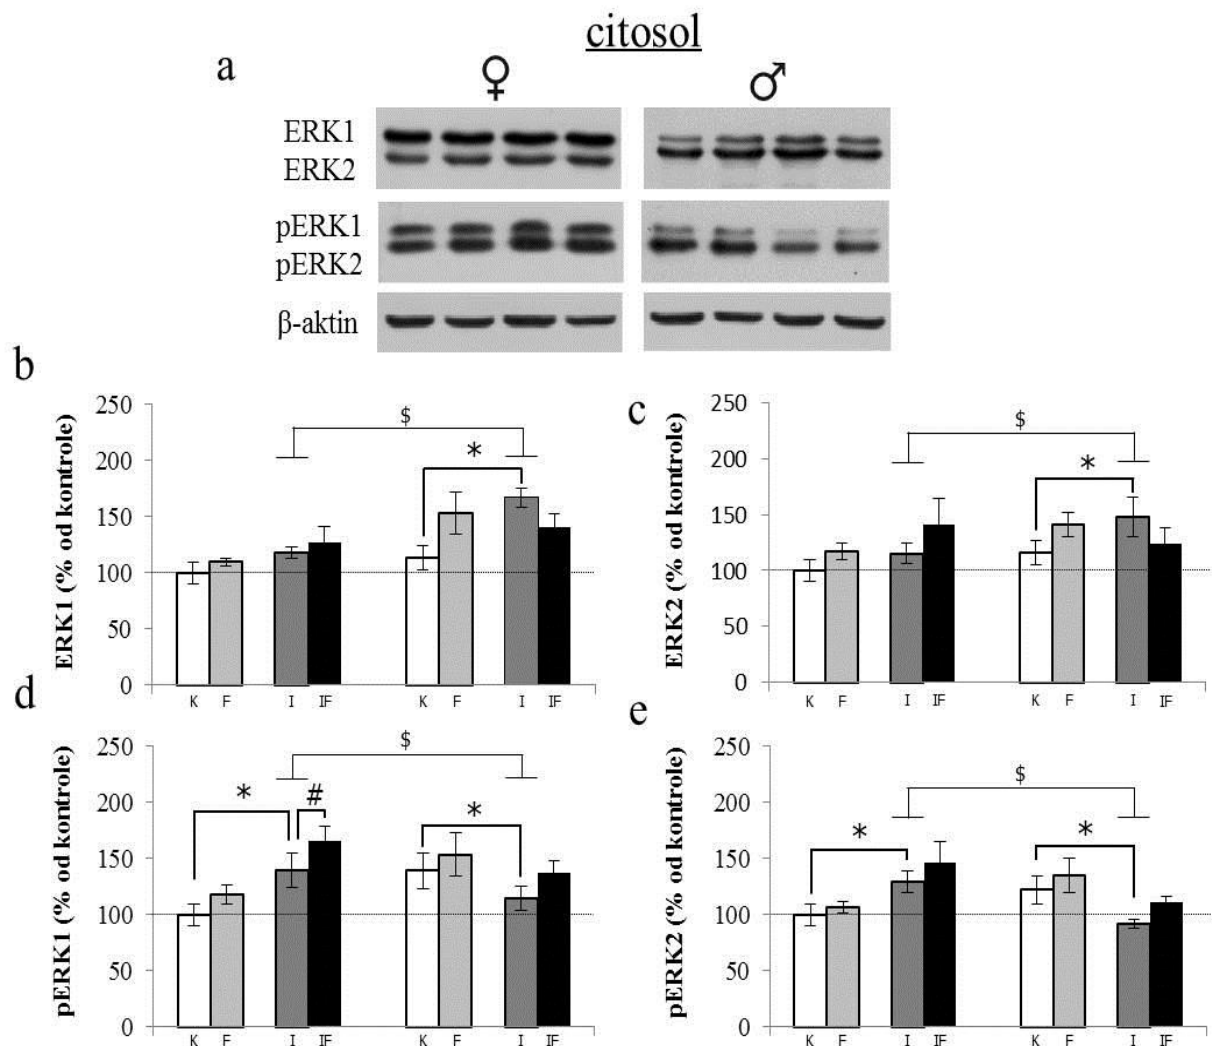 citosol
a
♀ ♂
ERK1
ERK2
pERK1
pERK2
β-aktin
b
ERK1 (% od kontrole)
250
200
150
100
50
0
$
*
K F I IF K F I IF
c
ERK2 (% od kontrole)
250
200
150
100
50
0
$
*
K F I IF K F I IF
d
pERK1 (% od kontrole)
250
200
150
100
50
0
$
* # *
K F I IF K F I IF
e
pERK2 (% od kontrole)
250
200
150
100
50
0
$
* *
K F I IF K F I IF